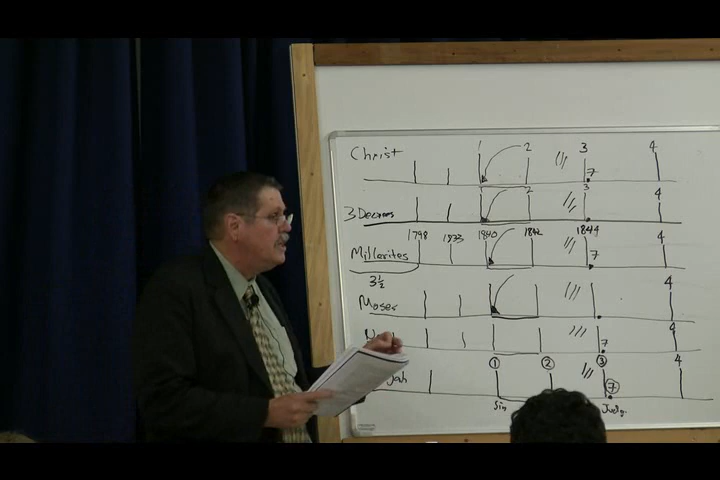 Christ 1 2 /// 3 7 4
3 Decrees 1 2 /// 3 4
Millerites 1798 1833 1840 1842 /// 1844 7 4
3½
Moses /// 4
/// 7 4
① ② /// ③ ⑦ 4
Sin Judg.